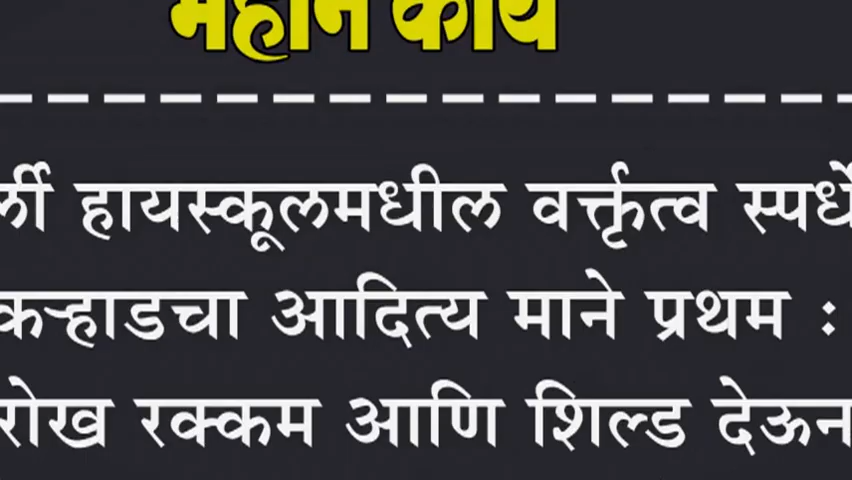 महान कार्य
र्ली हायस्कूलमधील वर्क्तृत्व स्पर्धे
कऱ्हाडचा आदित्य माने प्रथम :
रोख रक्कम आणि शिल्ड देऊन